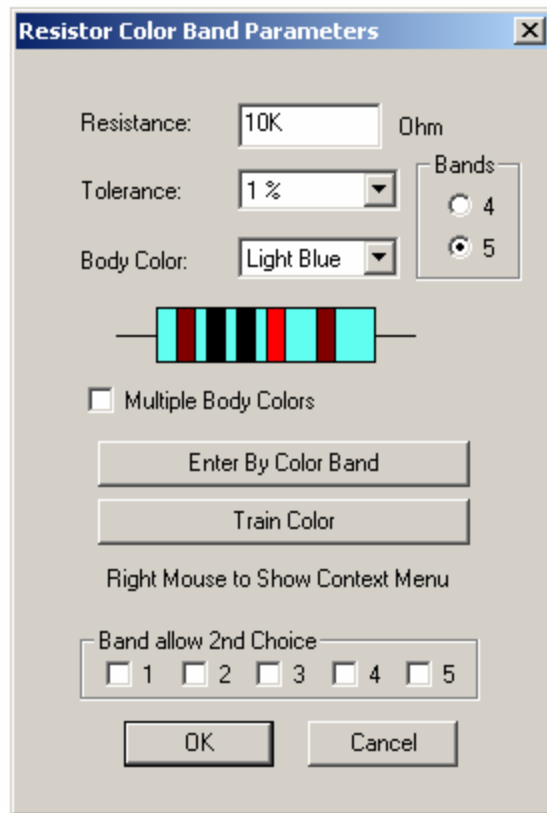 Resistor Color Band Parameters
Resistance: 10K Ohm
Bands
Tolerance: 1 %
4
5
Body Color: Light Blue
Multiple Body Colors
Enter By Color Band
Train Color
Right Mouse to Show Context Menu
Band allow 2nd Choice
1 2 3 4 5
OK Cancel